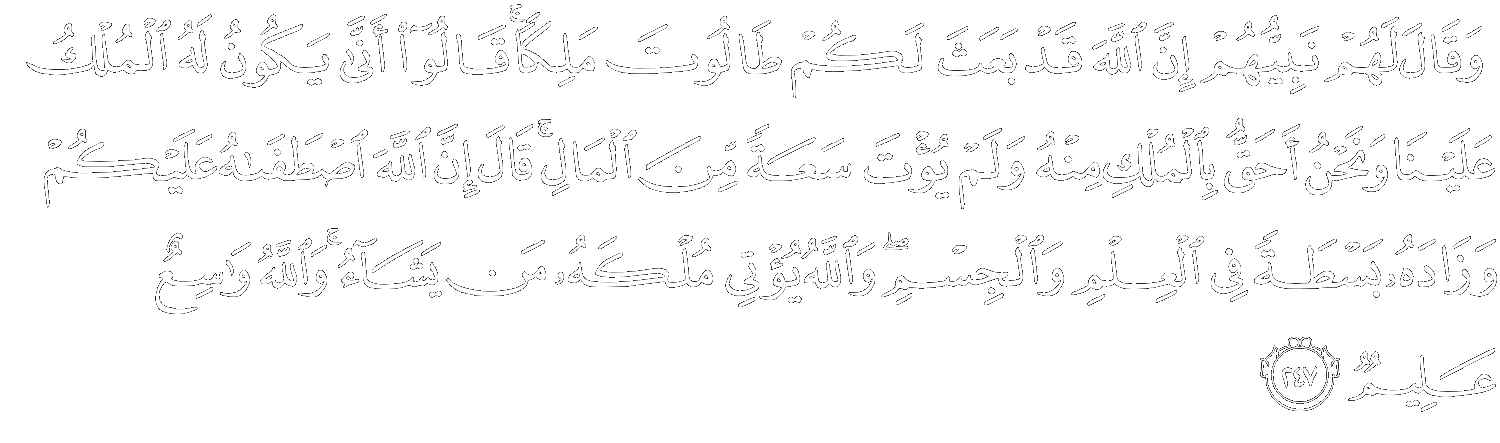 وَقَالَ لَهُمْ نَبِيُّهُمْ إِنَّ ٱللَّهَ قَدْ بَعَثَ لَكُمْ طَالُوتَ مَلِكًا ۚ قَالُوٓا۟ أَنَّىٰ يَكُونُ لَهُ ٱلْمُلْكُ
عَلَيْنَا وَنَحْنُ أَحَقُّ بِٱلْمُلْكِ مِنْهُ وَلَمْ يُؤْتَ سَعَةً مِّنَ ٱلْمَالِ ۚ قَالَ إِنَّ ٱللَّهَ ٱصْطَفَىٰهُ عَلَيْكُمْ
وَزَادَهُۥ بَسْطَةً فِى ٱلْعِلْمِ وَٱلْجِسْمِ ۖ وَٱللَّهُ يُؤْتِى مُلْكَهُۥ مَن يَشَآءُ ۚ وَٱللَّهُ وَٰسِعٌ
عَلِيمٌ ٢٤٧